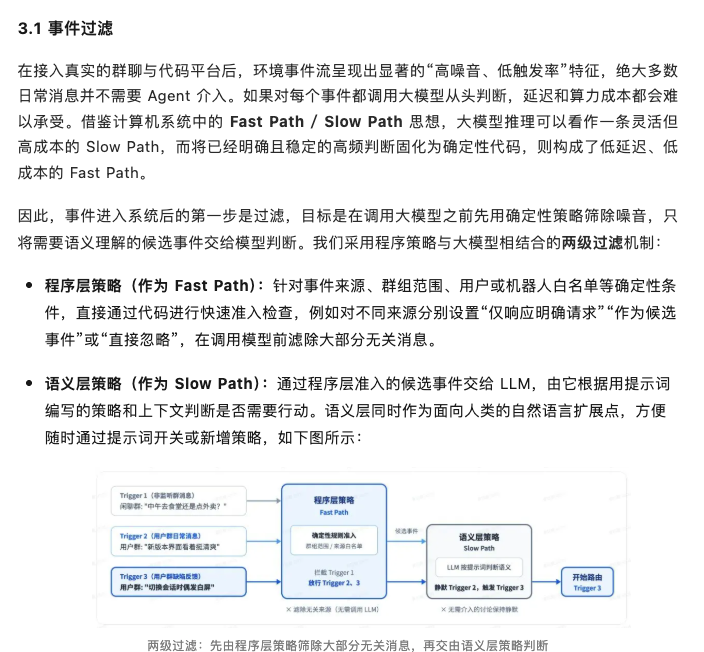 3.1 事件过滤
在接入真实的群聊与代码平台后，环境事件流呈现出显著的“高噪音、低触发率”特征，绝大多数
日常消息并不需要 Agent 介入。如果对每个事件都调用大模型从头判断，延迟和算力成本都会难
以承受。借鉴计算机系统中的 Fast Path / Slow Path 思想，大模型推理可以看作一条灵活但
高成本的 Slow Path，而将已经明确且稳定的高频判断固化为确定性代码，则构成了低延迟、低
成本的 Fast Path。
因此，事件进入系统后的第一步是过滤，目标是在调用大模型之前先用确定性策略筛除噪音，只
将需要语义理解的候选事件交给模型判断。我们采用程序策略与大模型相结合的两级过滤机制：
• 程序层策略（作为 Fast Path）：针对事件来源、群组范围、用户或机器人白名单等确定性条
件，直接通过代码进行快速准入检查，例如对不同来源分别设置“仅响应明确请求”“作为候选
事件”或“直接忽略”，在调用模型前滤除大部分无关消息。
• 语义层策略（作为 Slow Path）：通过程序层准入的候选事件交给 LLM，由它根据用提示词
编写的策略和上下文判断是否需要行动。语义层同时作为面向人类的自然语言扩展点，方便
随时通过提示词开关或新增策略，如下图所示：
Trigger 1（非监听群消息）
闲聊群: "中午去食堂还是点外卖？"
Trigger 2（用户群日常消息）
用户群: "新版本界面看着挺清爽"
Trigger 3（用户群缺陷反馈）
用户群: "切换会话时偶发白屏"
程序层策略
Fast Path
确定性规则准入
群组范围 / 来源白名单
拦截 Trigger 1
放行 Trigger 2、3
× 滤除无关来源（无需调用 LLM）
候选事件
语义层策略
Slow Path
LLM 按提示词判断语义
静默 Trigger 2，触发 Trigger 3
× 无需介入的讨论保持静默
开始路由
Trigger 3
两级过滤：先由程序层策略筛除大部分无关消息，再交由语义层策略判断